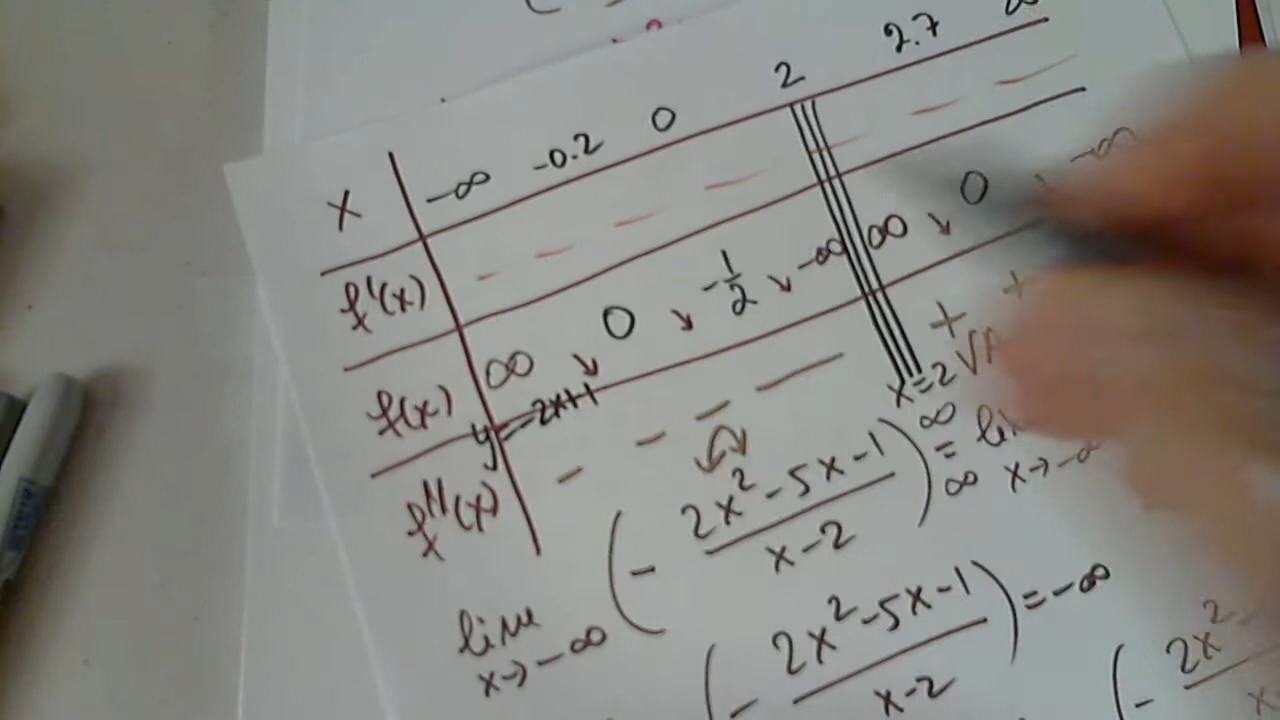 x | -∞ -0.2 0 2 2.7
f'(x) | - - - - - - -
f(x) | ∞ ↘ 0 ↘ -1/2 ↘ -∞ ∞ ↘ 0 ↘ -∞
y=-2x+1
f''(x) | - - - - + +
x=2 VA
lim x→-∞ (- (2x²-5x-1)/(x-2)) ∞/∞ = lim x→-∞
(- (2x²-5x-1)/(x-2)) = -∞ (- 2x²-